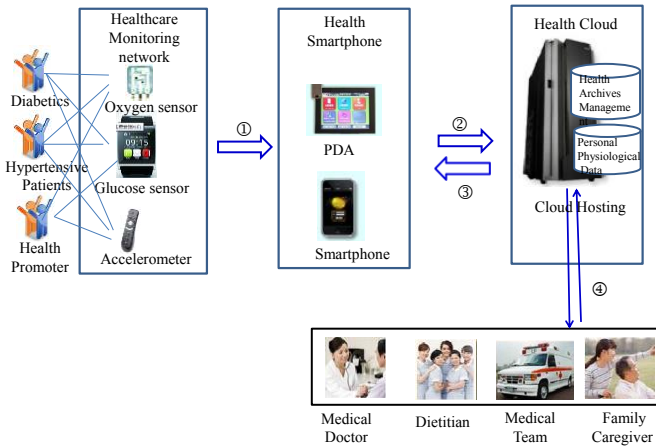 Healthcare
Monitoring
network
Oxygen sensor
09:15
Glucose sensor
Accelerometer
Diabetics
Hypertensive
Patients
Health
Promoter
①
Health
Smartphone
PDA
Smartphone
②
③
Health Cloud
Health
Archives
Manageme
nt
Personal
Physiological
Data
Cloud Hosting
④
Medical
Doctor
Dietitian
Medical
Team
Family
Caregiver